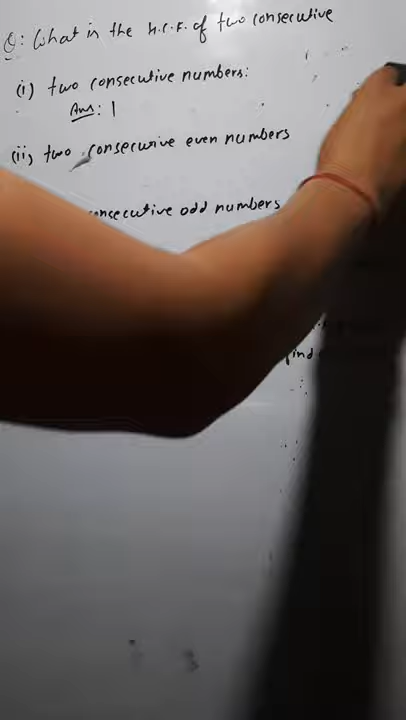 Q: What is the H.C.F. of two consecutive
(i) two consecutive numbers:
Ans: 1
(ii) two consecutive even numbers
consecutive odd numbers
find